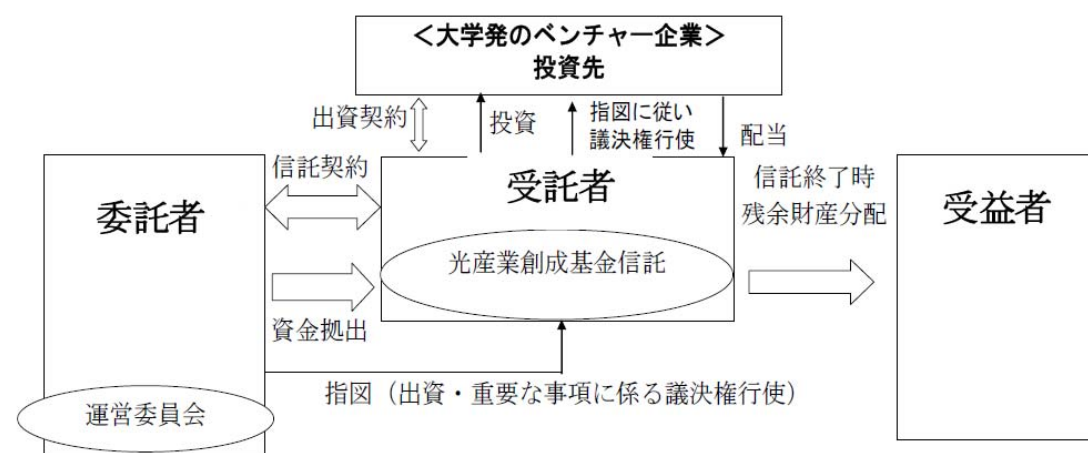 ＜大学発のベンチャー企業＞
投資先
出資契約
投資
指図に従い
議決権行使
配当
委託者
信託契約
受託者
信託終了時
残余財産分配
受益者
光産業創成基金信託
資金拠出
指図（出資・重要な事項に係る議決権行使）
運営委員会